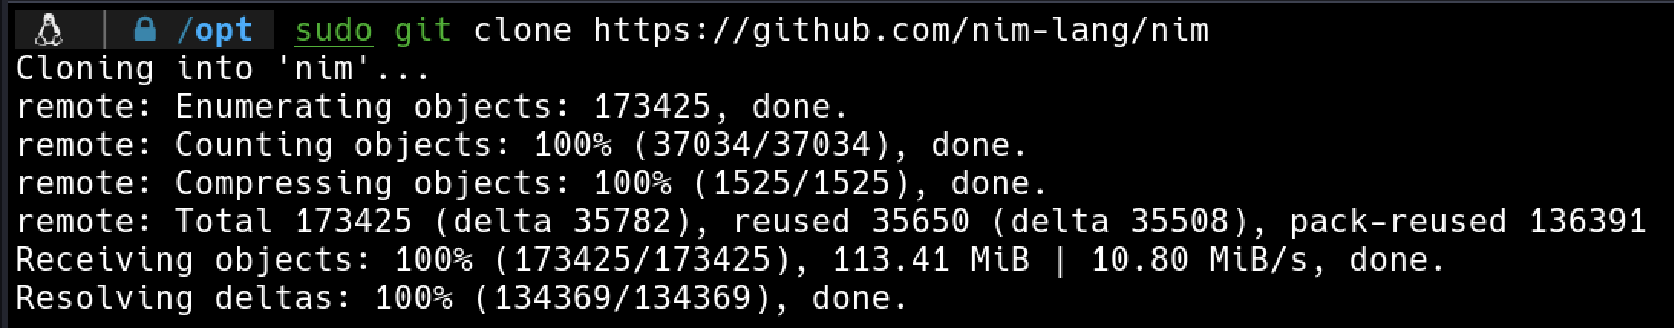 /opt sudo git clone https://github.com/nim-lang/nim
Cloning into 'nim'...
remote: Enumerating objects: 173425, done.
remote: Counting objects: 100% (37034/37034), done.
remote: Compressing objects: 100% (1525/1525), done.
remote: Total 173425 (delta 35782), reused 35650 (delta 35508), pack-reused 136391
Receiving objects: 100% (173425/173425), 113.41 MiB | 10.80 MiB/s, done.
Resolving deltas: 100% (134369/134369), done.